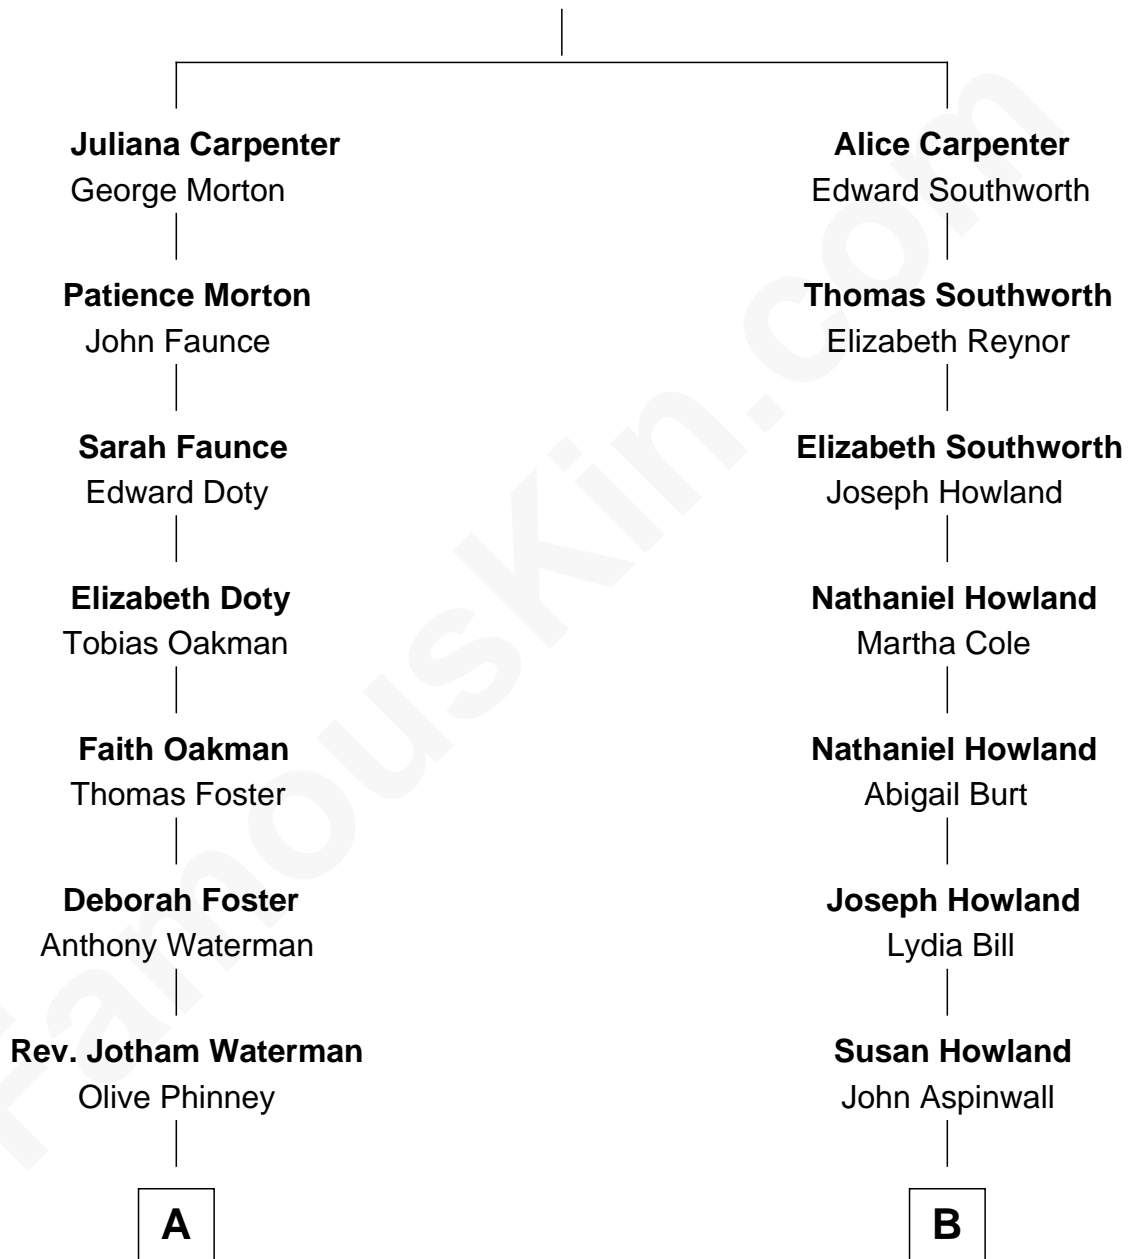 Juliana Carpenter
George Morton
Patience Morton
John Faunce
Sarah Faunce
Edward Doty
Elizabeth Doty
Tobias Oakman
Faith Oakman
Thomas Foster
Deborah Foster
Anthony Waterman
Rev. Jotham Waterman
Olive Phinney
A
Alice Carpenter
Edward Southworth
Thomas Southworth
Elizabeth Reynor
Elizabeth Southworth
Joseph Howland
Nathaniel Howland
Martha Cole
Nathaniel Howland
Abigail Burt
Joseph Howland
Lydia Bill
Susan Howland
John Aspinwall
B
FamousKin.com